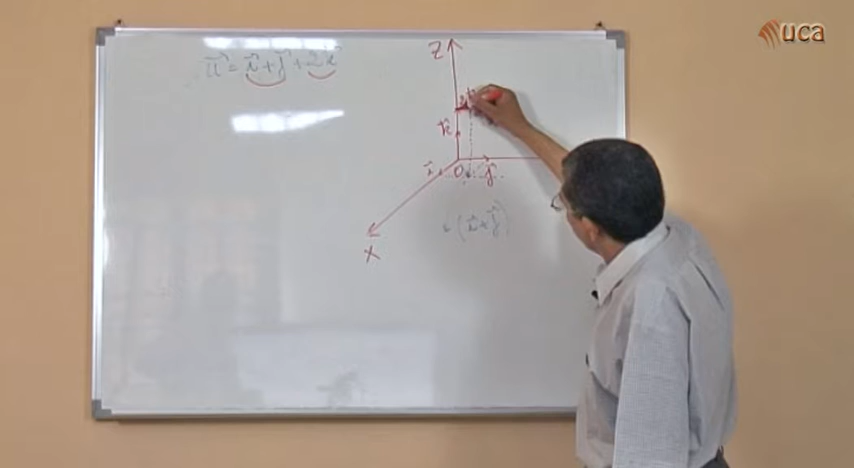 uca
u⃗ = i⃗ + j⃗ + 2k⃗
Z
k⃗
i⃗ O j⃗
(i⃗ + j⃗)
X